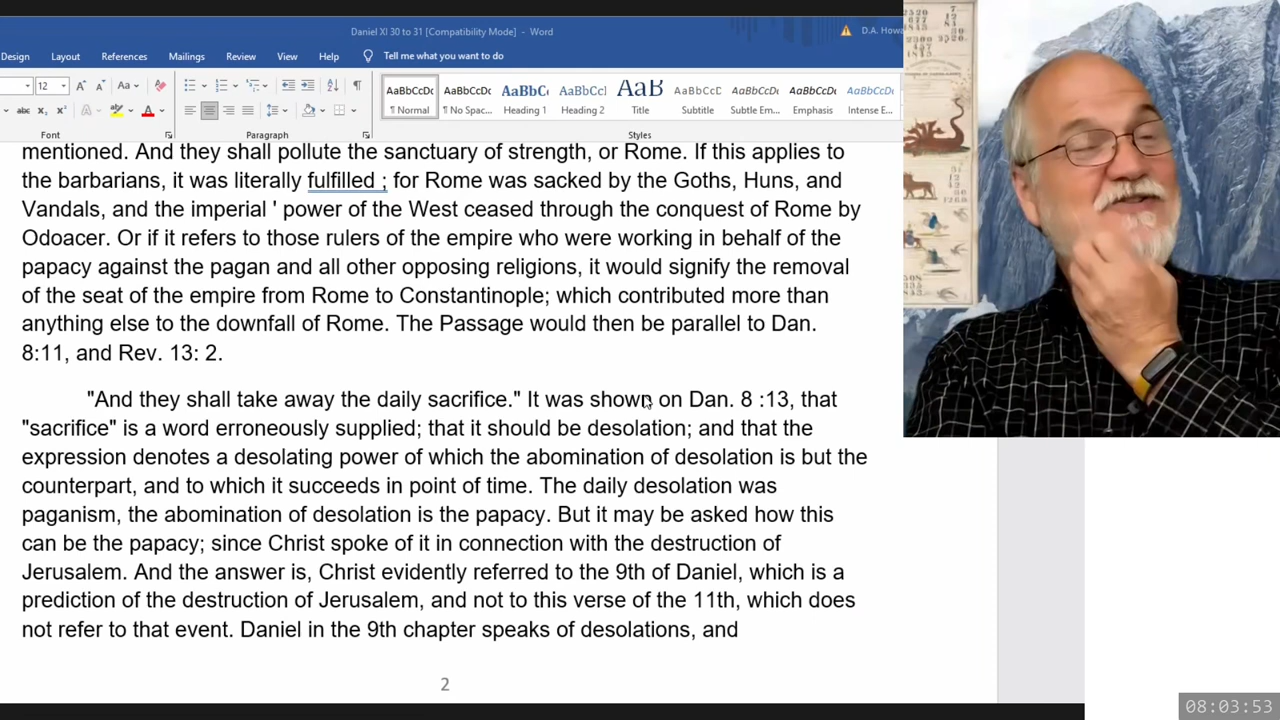 Daniel XI 30 to 31 [Compatibility Mode] - Word
D.A. Howa
Design Layout References Mailings Review View Help Tell me what you want to do
12 Aa
AaBbCcDc AaBbCcDc AaBbC AaBbCcI AaB AaBbCcD AaBbCcDc AaBbCcDc AaBbCcDc
abc x₂ x² A
¶ Normal ¶ No Spac... Heading 1 Heading 2 Title Subtitle Subtle Em... Emphasis Intense E...
Font Paragraph Styles
mentioned. And they shall pollute the sanctuary of strength, or Rome. If this applies to
the barbarians, it was literally fulfilled ; for Rome was sacked by the Goths, Huns, and
Vandals, and the imperial ' power of the West ceased through the conquest of Rome by
Odoacer. Or if it refers to those rulers of the empire who were working in behalf of the
papacy against the pagan and all other opposing religions, it would signify the removal
of the seat of the empire from Rome to Constantinople; which contributed more than
anything else to the downfall of Rome. The Passage would then be parallel to Dan.
8:11, and Rev. 13: 2.
"And they shall take away the daily sacrifice." It was shown on Dan. 8 :13, that
"sacrifice" is a word erroneously supplied; that it should be desolation; and that the
expression denotes a desolating power of which the abomination of desolation is but the
counterpart, and to which it succeeds in point of time. The daily desolation was
paganism, the abomination of desolation is the papacy. But it may be asked how this
can be the papacy; since Christ spoke of it in connection with the destruction of
Jerusalem. And the answer is, Christ evidently referred to the 9th of Daniel, which is a
prediction of the destruction of Jerusalem, and not to this verse of the 11th, which does
not refer to that event. Daniel in the 9th chapter speaks of desolations, and
2
08:03:53